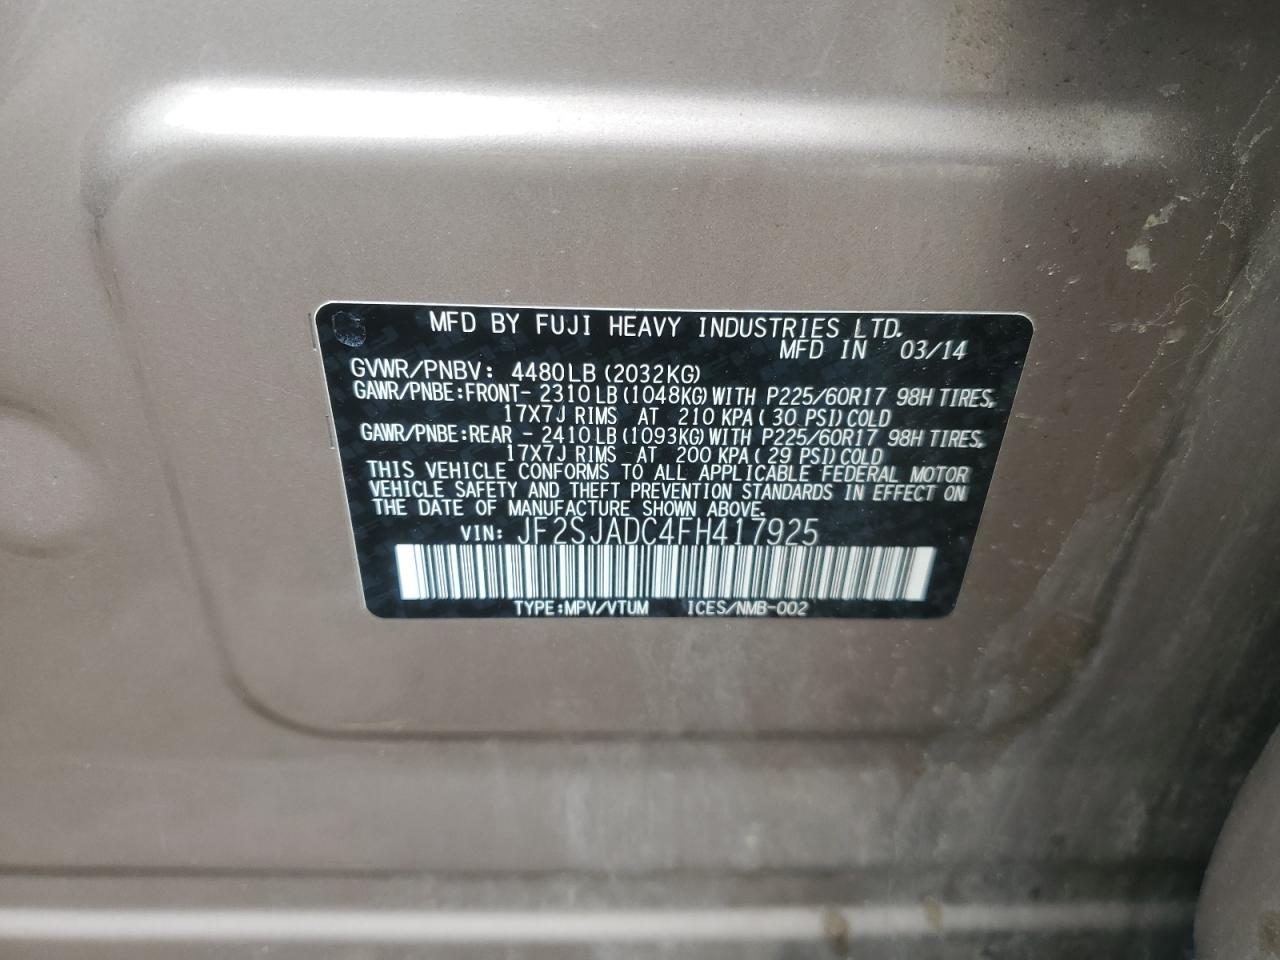 MFD BY FUJI HEAVY INDUSTRIES LTD.
MFD IN 03/14
GVWR/PNBV: 4480LB (2032KG)
GAWR/PNBE:FRONT- 2310LB (1048KG)WITH P225/60R17 98H TIRES,
17X7J RIMS AT 210 KPA( 30 PSI)COLD
GAWR/PNBE:REAR - 2410LB (1093KG)WITH P225/60R17 98H TIRES,
17X7J RIMS AT 200 KPA( 29 PSI)COLD
THIS VEHICLE CONFORMS TO ALL APPLICABLE FEDERAL MOTOR
VEHICLE SAFETY AND THEFT PREVENTION STANDARDS IN EFFECT ON
THE DATE OF MANUFACTURE SHOWN ABOVE.
VIN: JF2SJADC4FH417925
TYPE:MPV/VTUM ICES/NMB-002